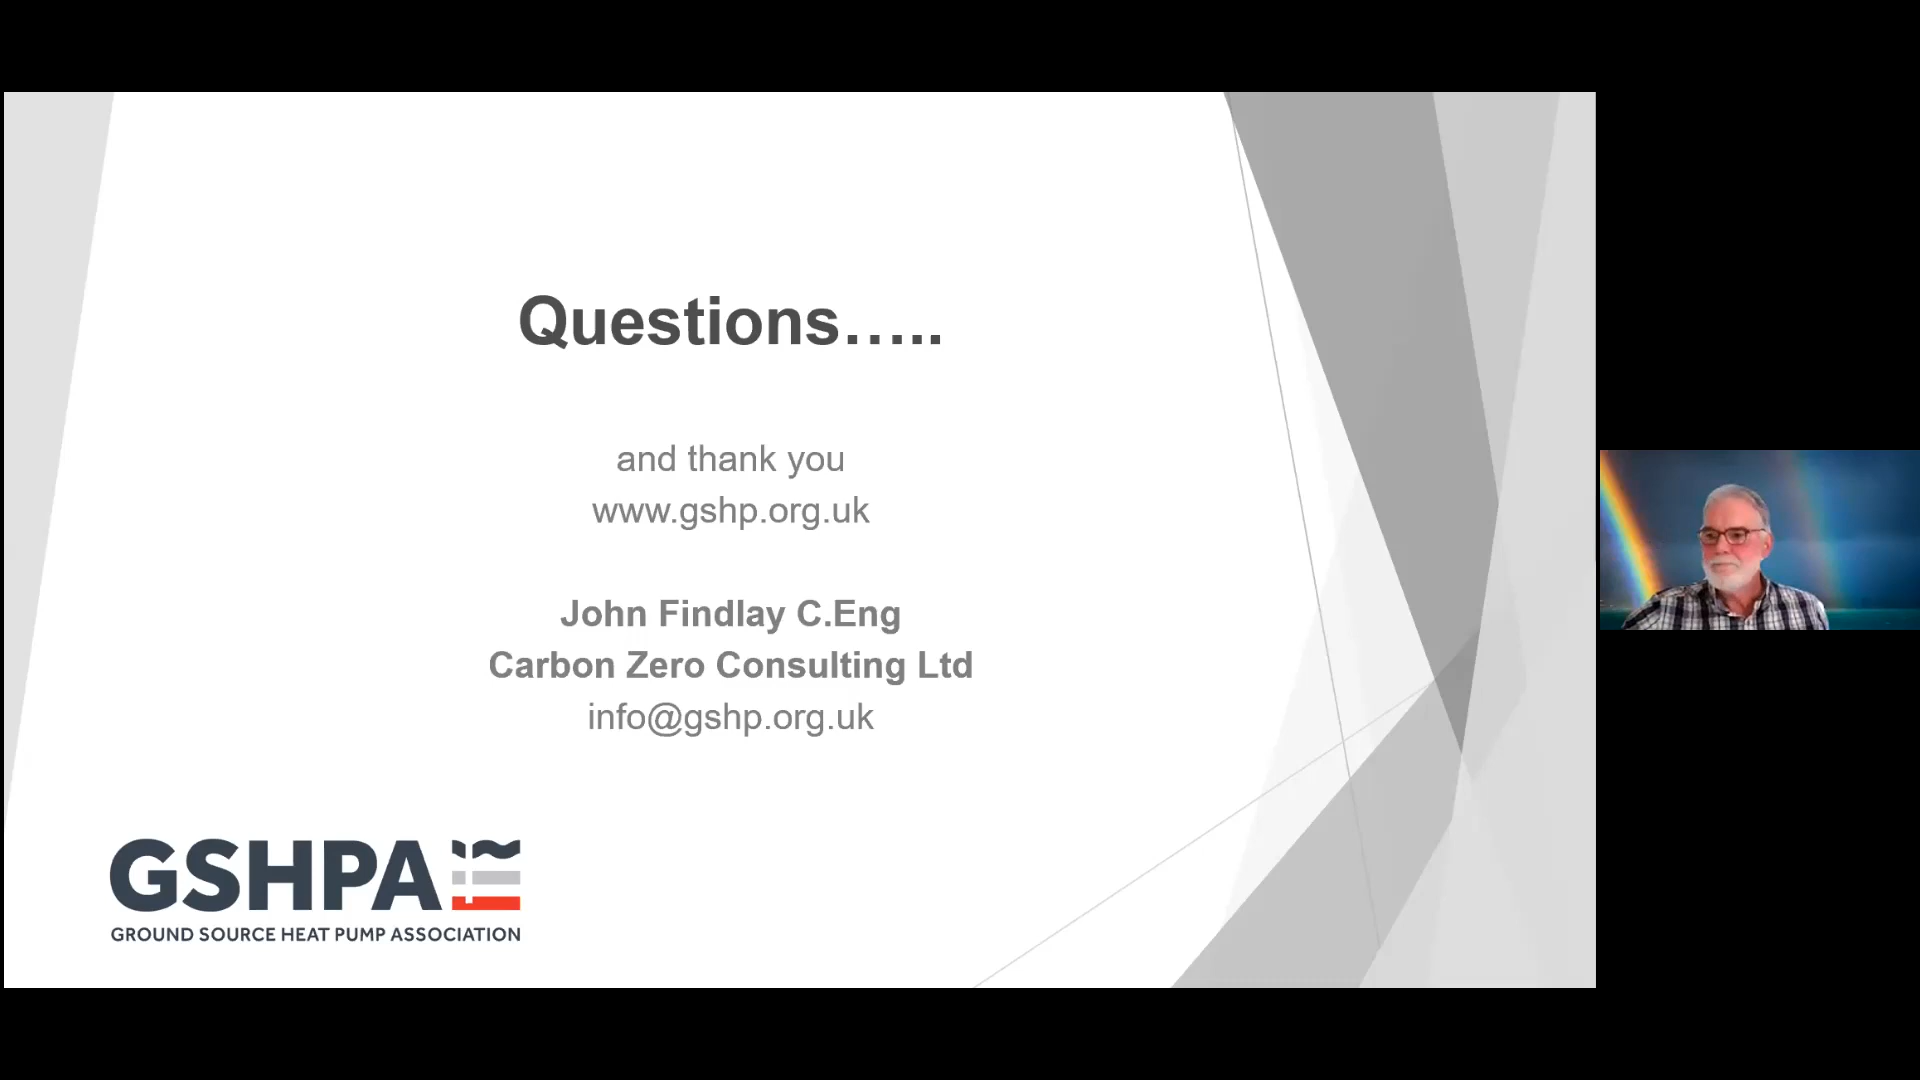 Questions…..
and thank you
www.gshp.org.uk
John Findlay C.Eng
Carbon Zero Consulting Ltd
info@gshp.org.uk
GSHPA
GROUND SOURCE HEAT PUMP ASSOCIATION